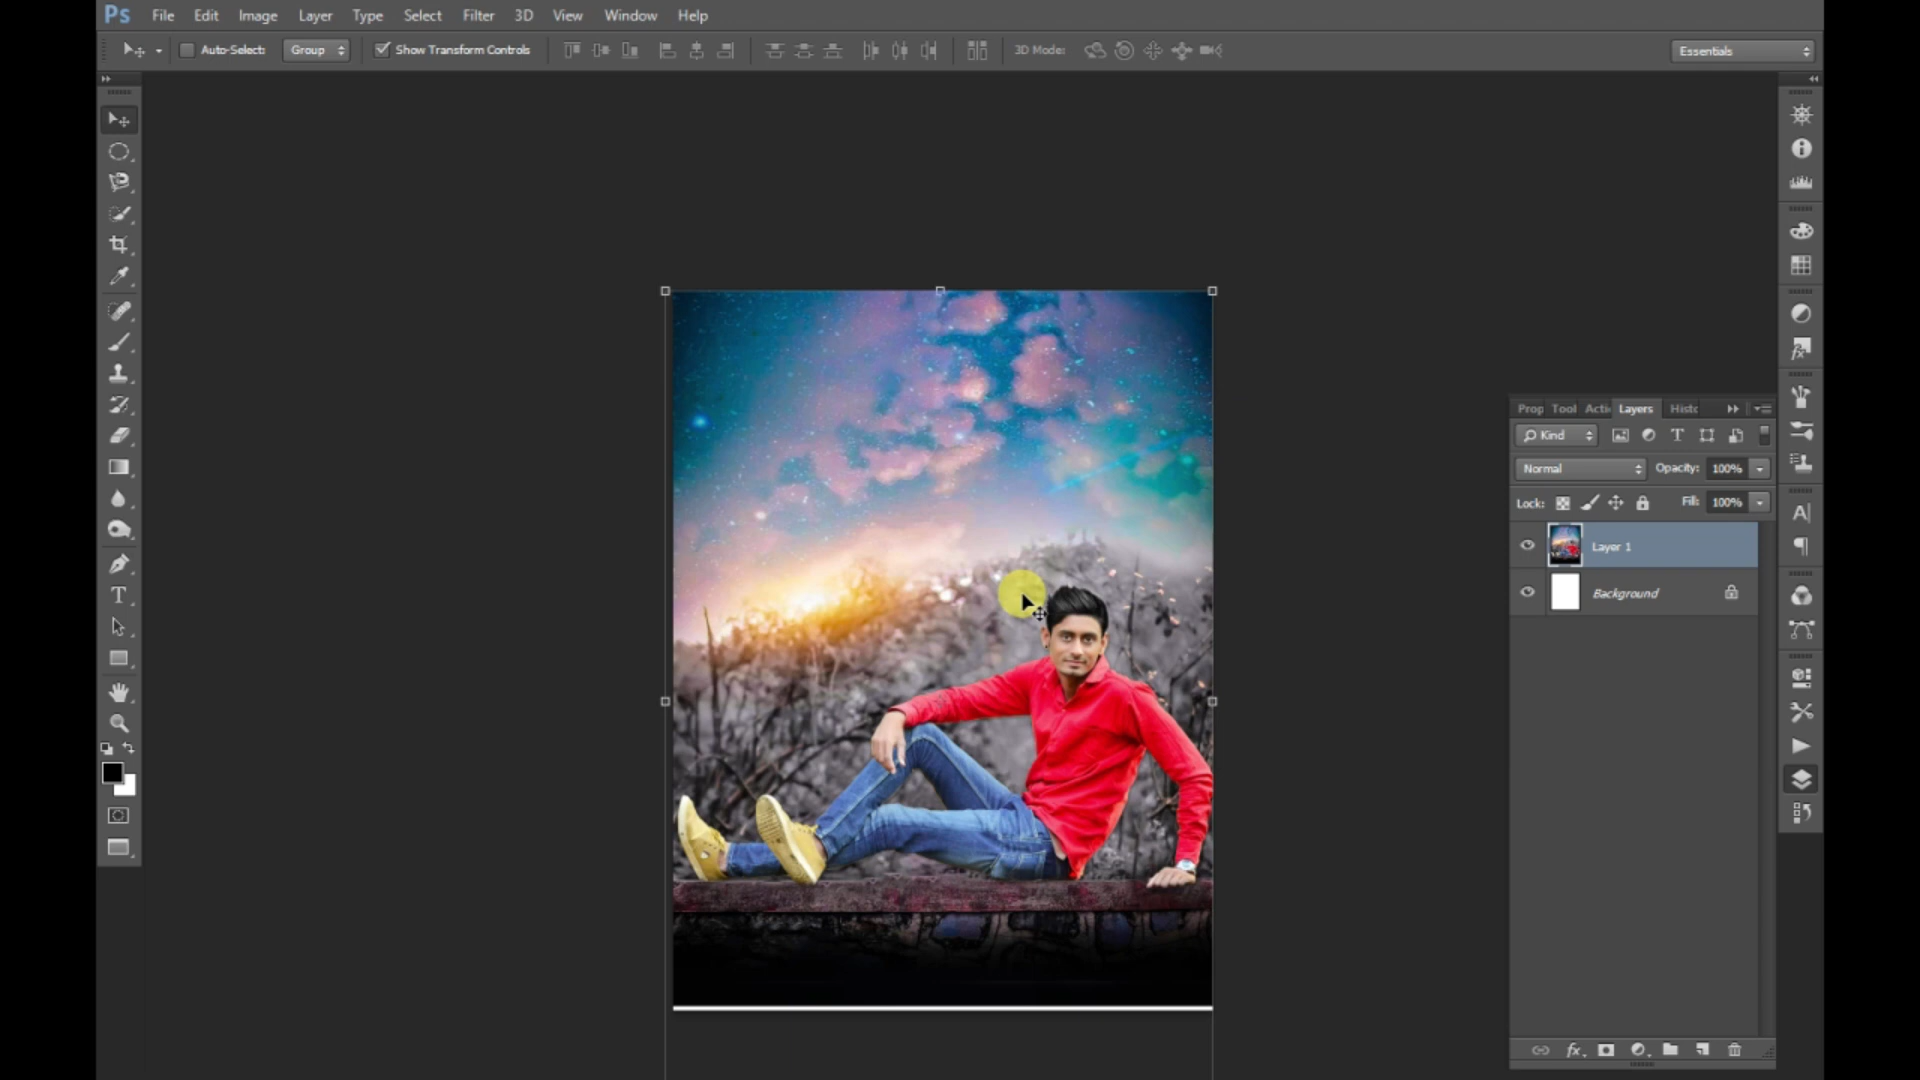 Ps File Edit Image Layer Type Select Filter 3D View Window Help
Auto-Select: Group Show Transform Controls 3D Mode: Essentials
Prop Tool Acti Layers Histo
Kind T
Normal Opacity: 100%
Lock: Fill: 100%
Layer 1
Background
fx
T
A